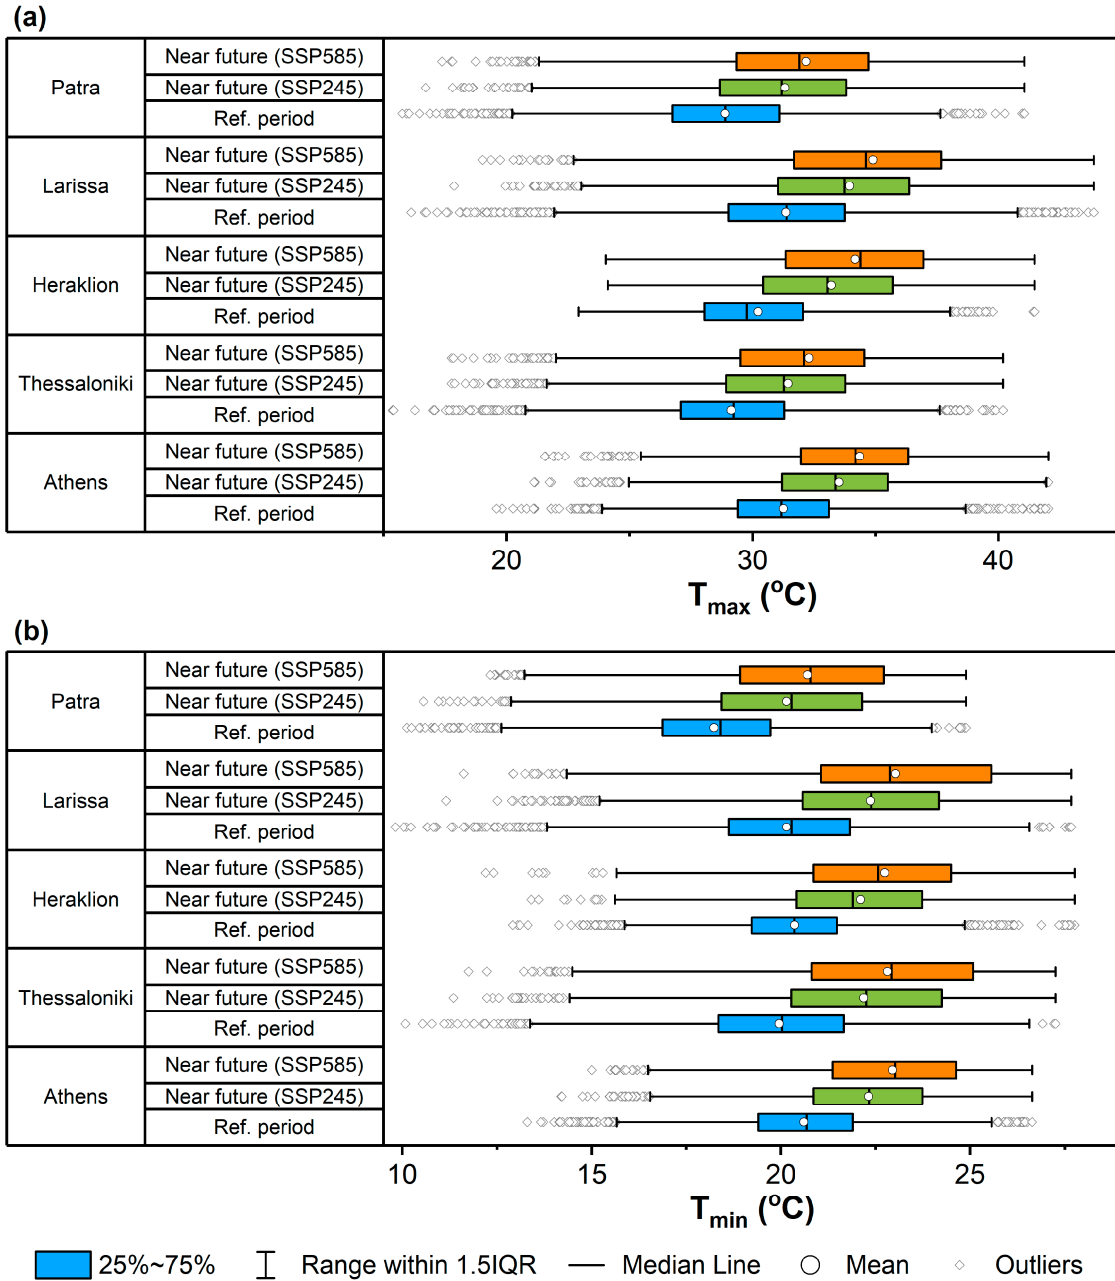 (a)
Patra
Near future (SSP585)
Near future (SSP245)
Ref. period
Larissa
Near future (SSP585)
Near future (SSP245)
Ref. period
Heraklion
Near future (SSP585)
Near future (SSP245)
Ref. period
Thessaloniki
Near future (SSP585)
Near future (SSP245)
Ref. period
Athens
Near future (SSP585)
Near future (SSP245)
Ref. period
20 30 40
Tmax (°C)
(b)
Patra
Near future (SSP585)
Near future (SSP245)
Ref. period
Larissa
Near future (SSP585)
Near future (SSP245)
Ref. period
Heraklion
Near future (SSP585)
Near future (SSP245)
Ref. period
Thessaloniki
Near future (SSP585)
Near future (SSP245)
Ref. period
Athens
Near future (SSP585)
Near future (SSP245)
Ref. period
10 15 20 25
Tmin (°C)
25%~75% Range within 1.5IQR Median Line Mean Outliers